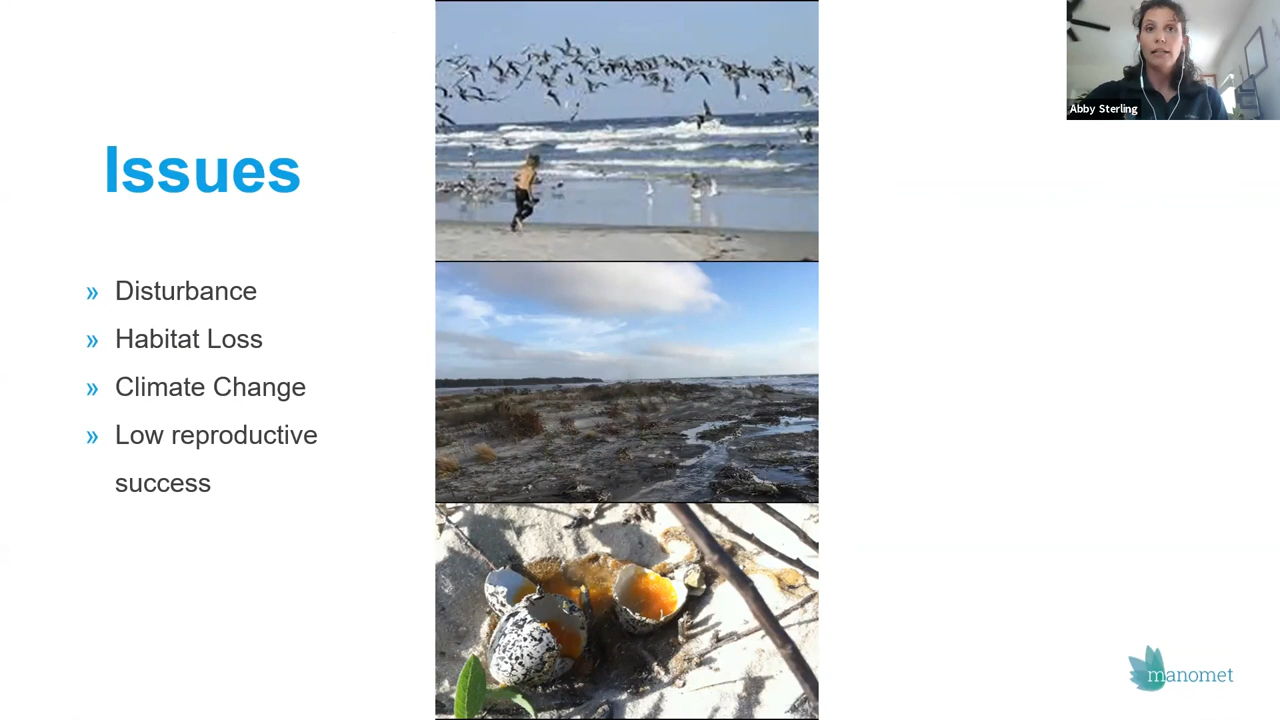 Abby Sterling
Issues
» Disturbance
» Habitat Loss
» Climate Change
» Low reproductive
success
manomet